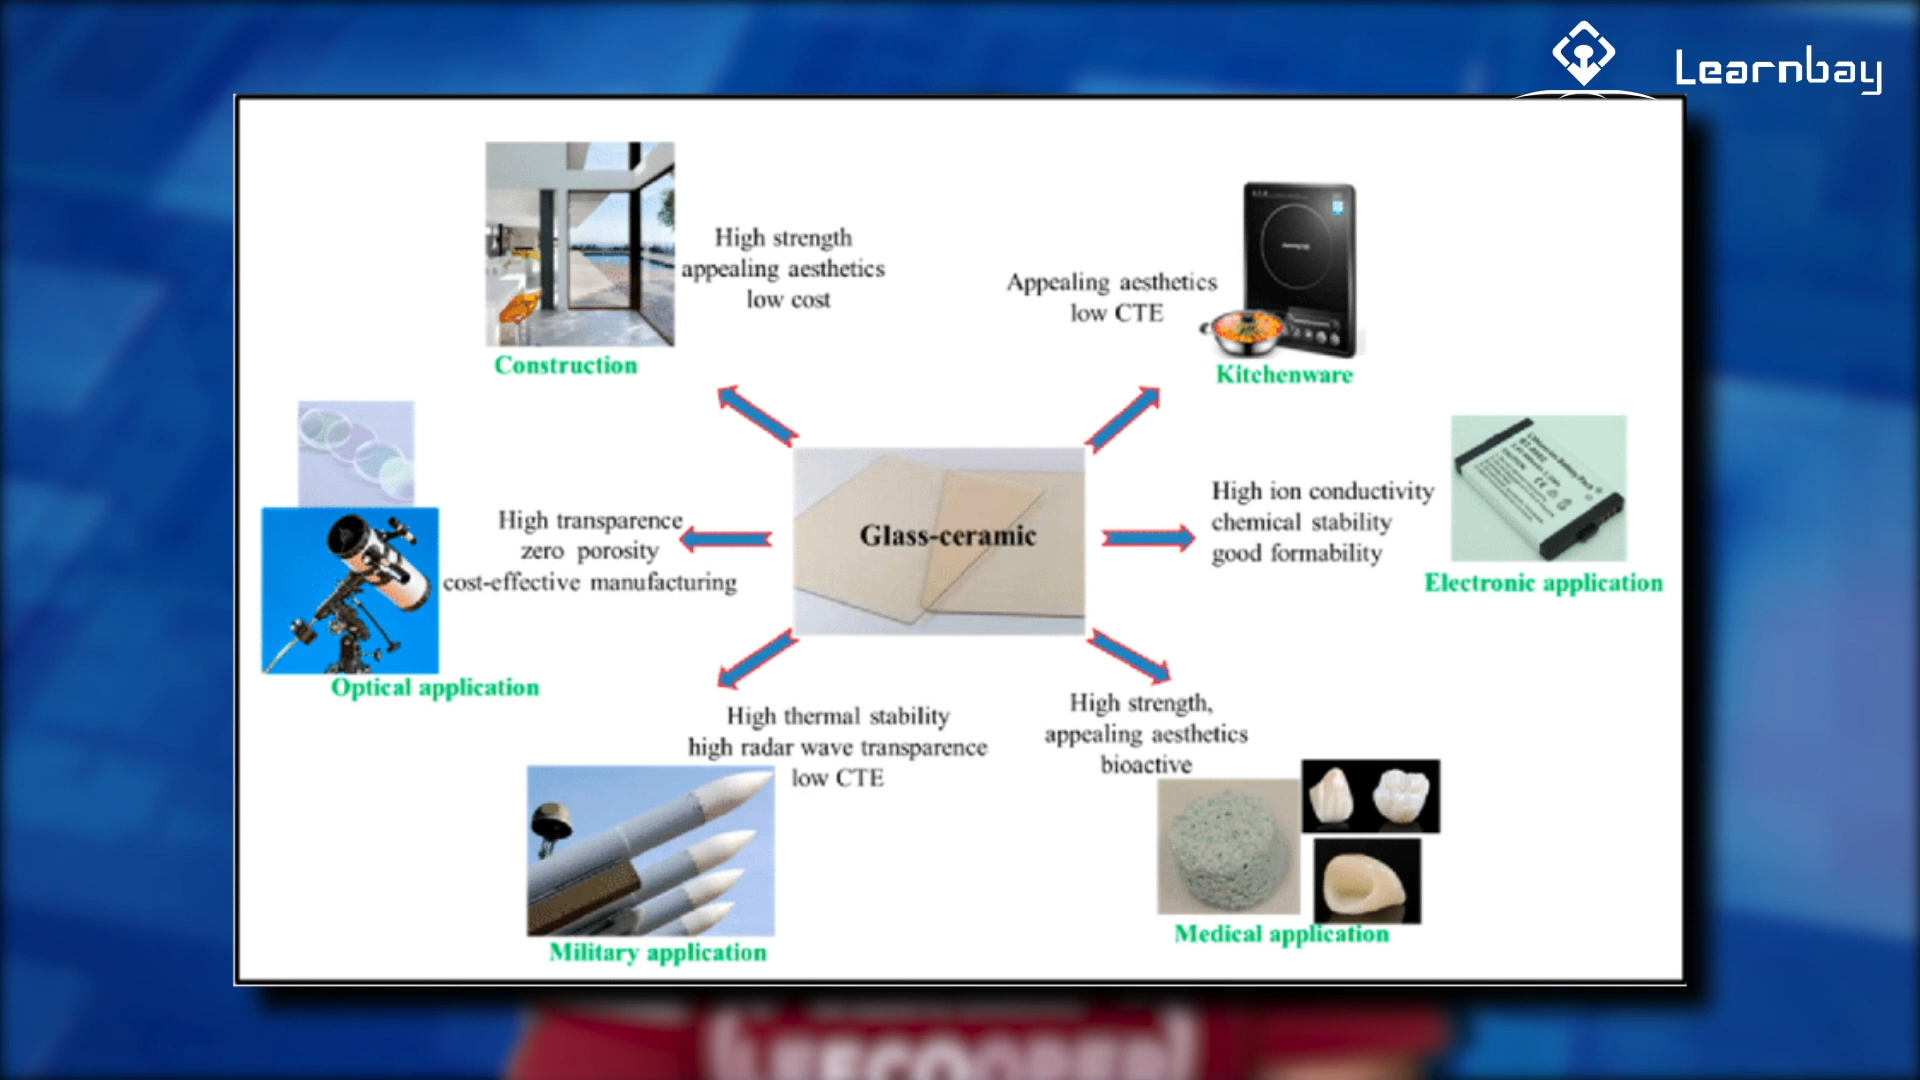 Learnbay
High strength
appealing aesthetics
low cost
Construction
Appealing aesthetics
low CTE
Kitchenware
High transparence
zero porosity
cost-effective manufacturing
Optical application
Glass-ceramic
High ion conductivity
chemical stability
good formability
Electronic application
High thermal stability
high radar wave transparence
low CTE
Military application
High strength,
appealing aesthetics
bioactive
Medical application
LEECOOPER